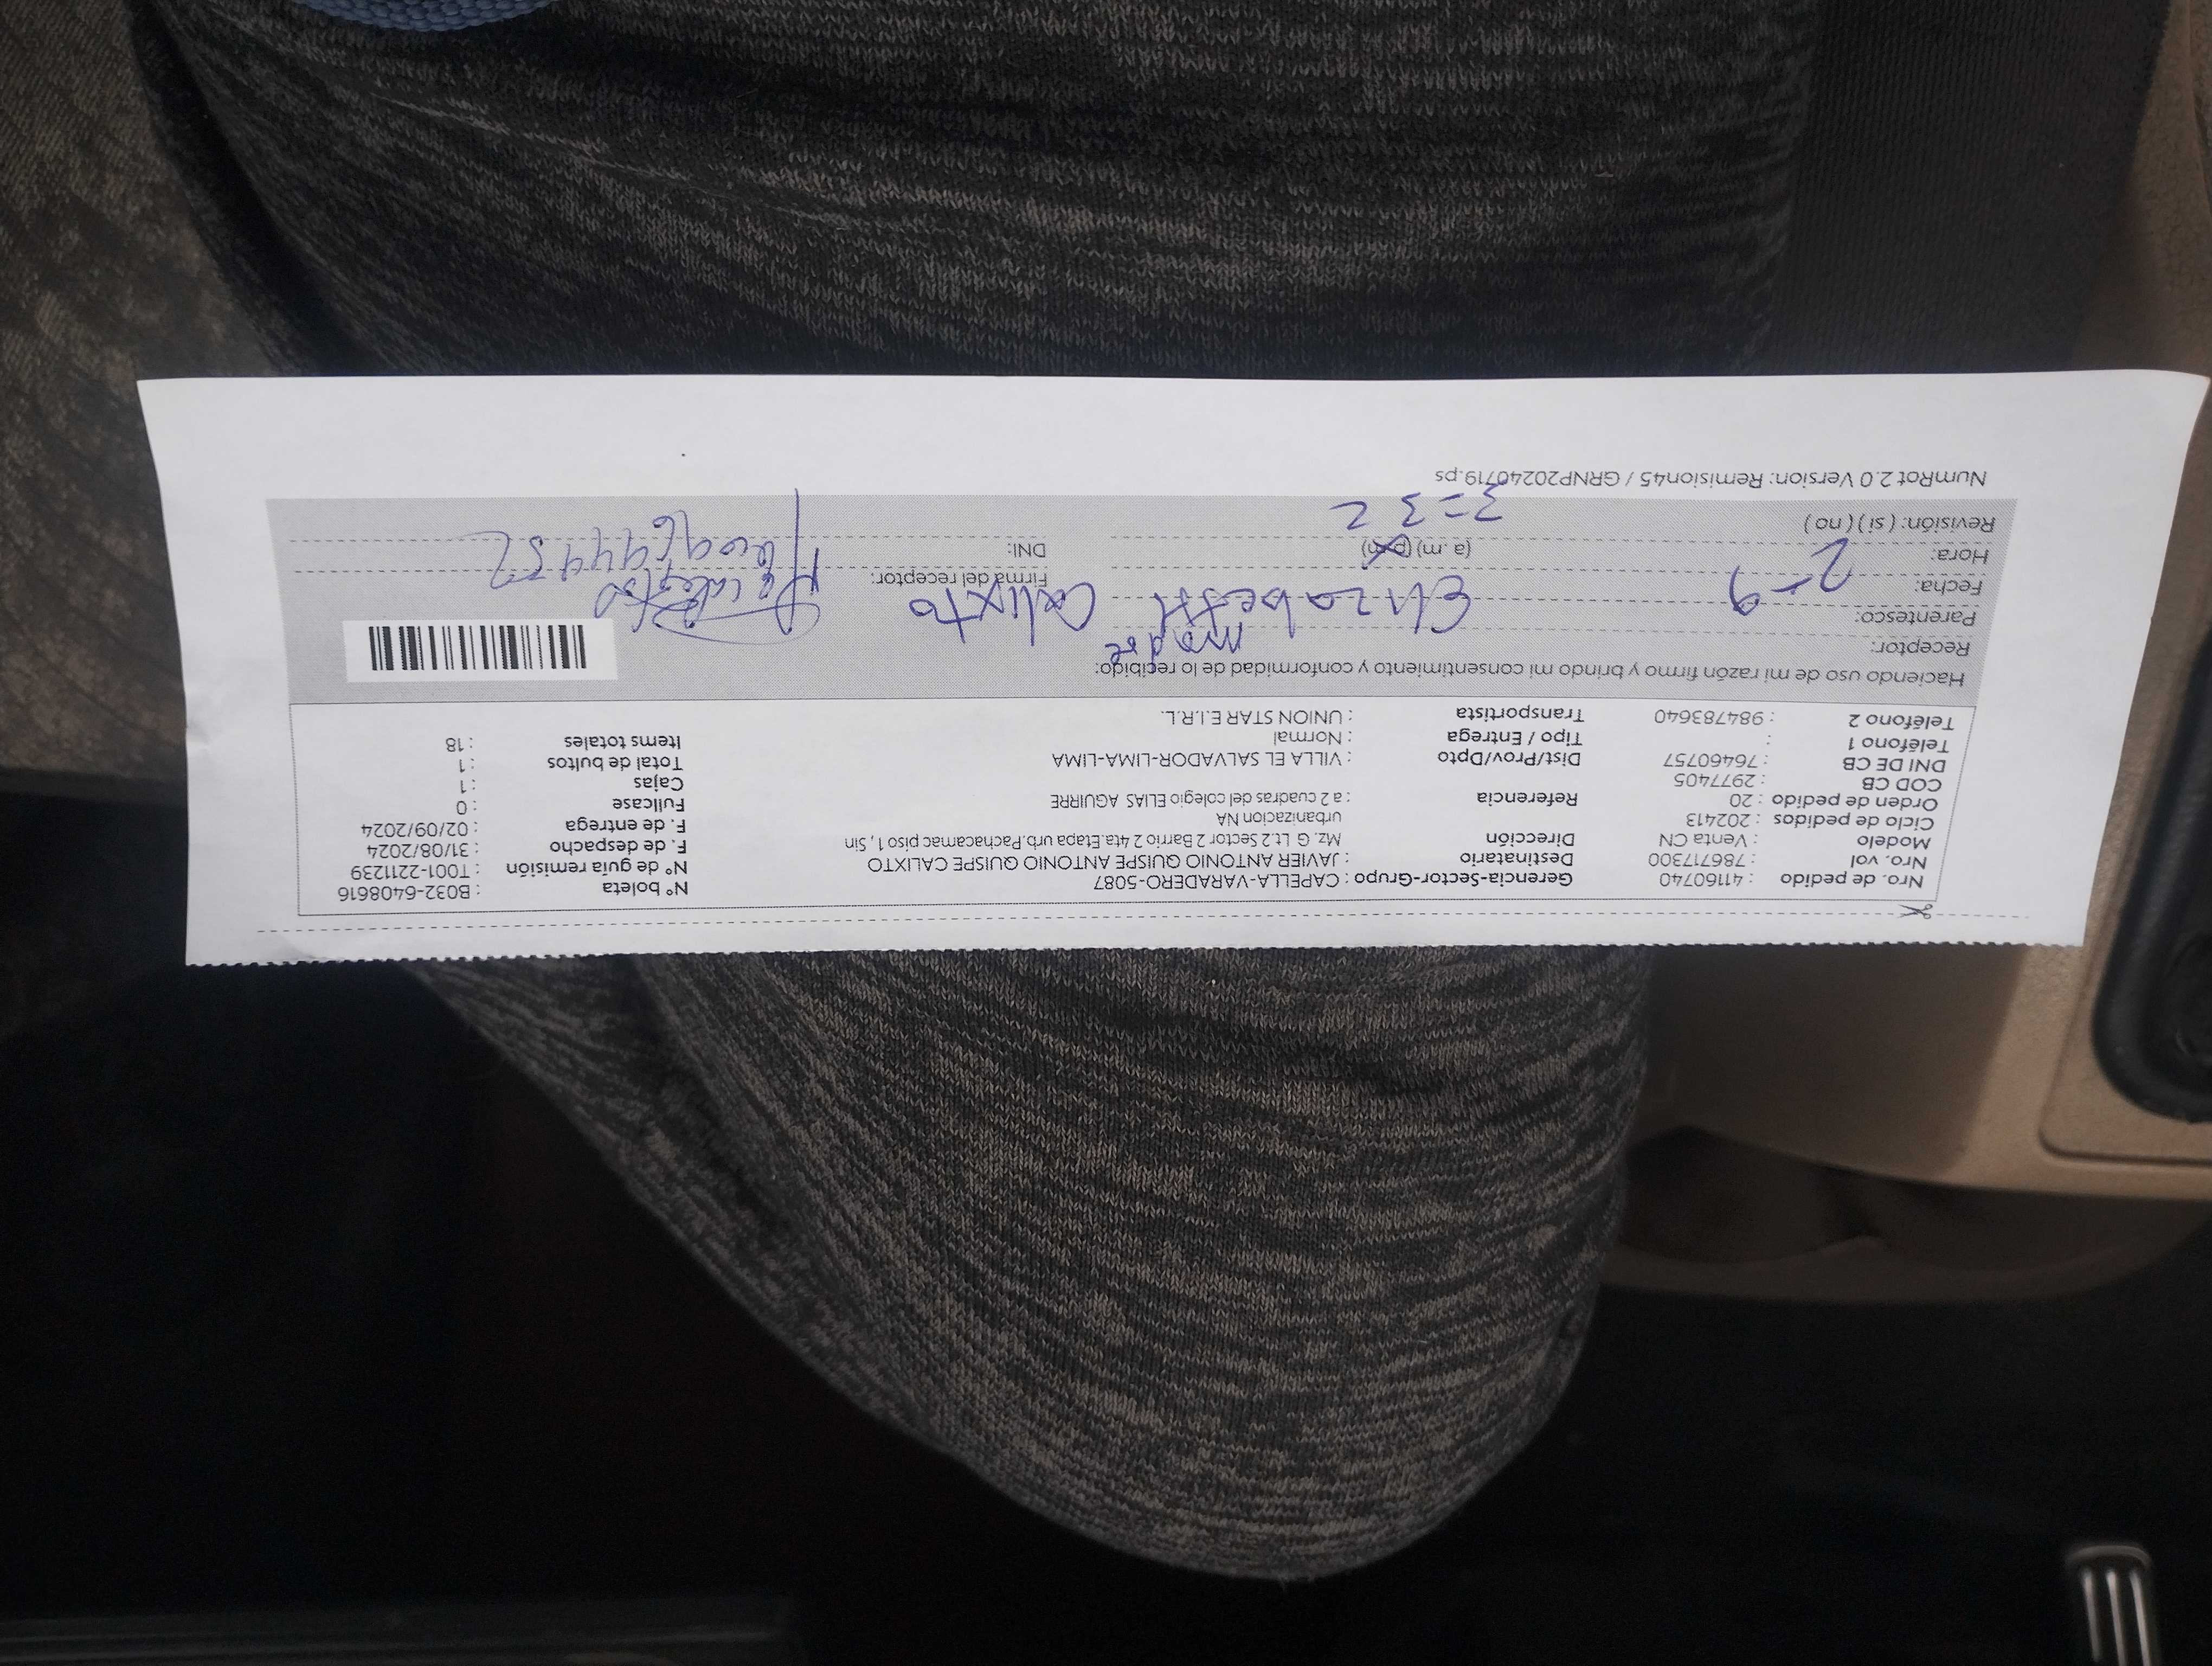 Nro. de pedido : 41160740 Gerencia-Sector-Grupo : CAPELLA-VARADERO-5087 N° boleta : B032-6408616
Nro. vol : 786717300 Destinatario : JAVIER ANTONIO QUISPE ANTONIO QUISPE CALIXTO N° de guía remisión : T001-2211239
Modelo : Venta CN Dirección Mz. G Lt.2 Sector 2 Barrio 2 4ta Etapa urb.Pachacamac piso 1, Sin F. de despacho : 31/08/2024
Ciclo de pedidos : 202413 urbanizacion NA F. de entrega : 02/09/2024
Orden de pedido : 20 Referencia : a 2 cuadras del colegio ELIAS AGUIRRE Fullcase : 0
COD CB : 2977405 Cajas : 1
DNI DE CB : 76460757 Dist/Prov/Dpto : VILLA EL SALVADOR-LIMA-LIMA Total de bultos : 1
Teléfono 1 : Tipo / Entrega : Normal Items totales : 18
Teléfono 2 : 984783640 Transportista : UNION STAR E.I.R.L.
Haciendo uso de mi razón firmo y brindo mi consentimiento y conformidad de lo recibido:
Receptor: madre
Parentesco: Elizabeth Calixto
Fecha: 2-9 Firma del receptor:
Hora: (a. m) (p.m) DNI:
Revisión: ( si ) ( no ) 3=32
NumRot 2.0 Version: Remision45 / GRNP20240719.ps